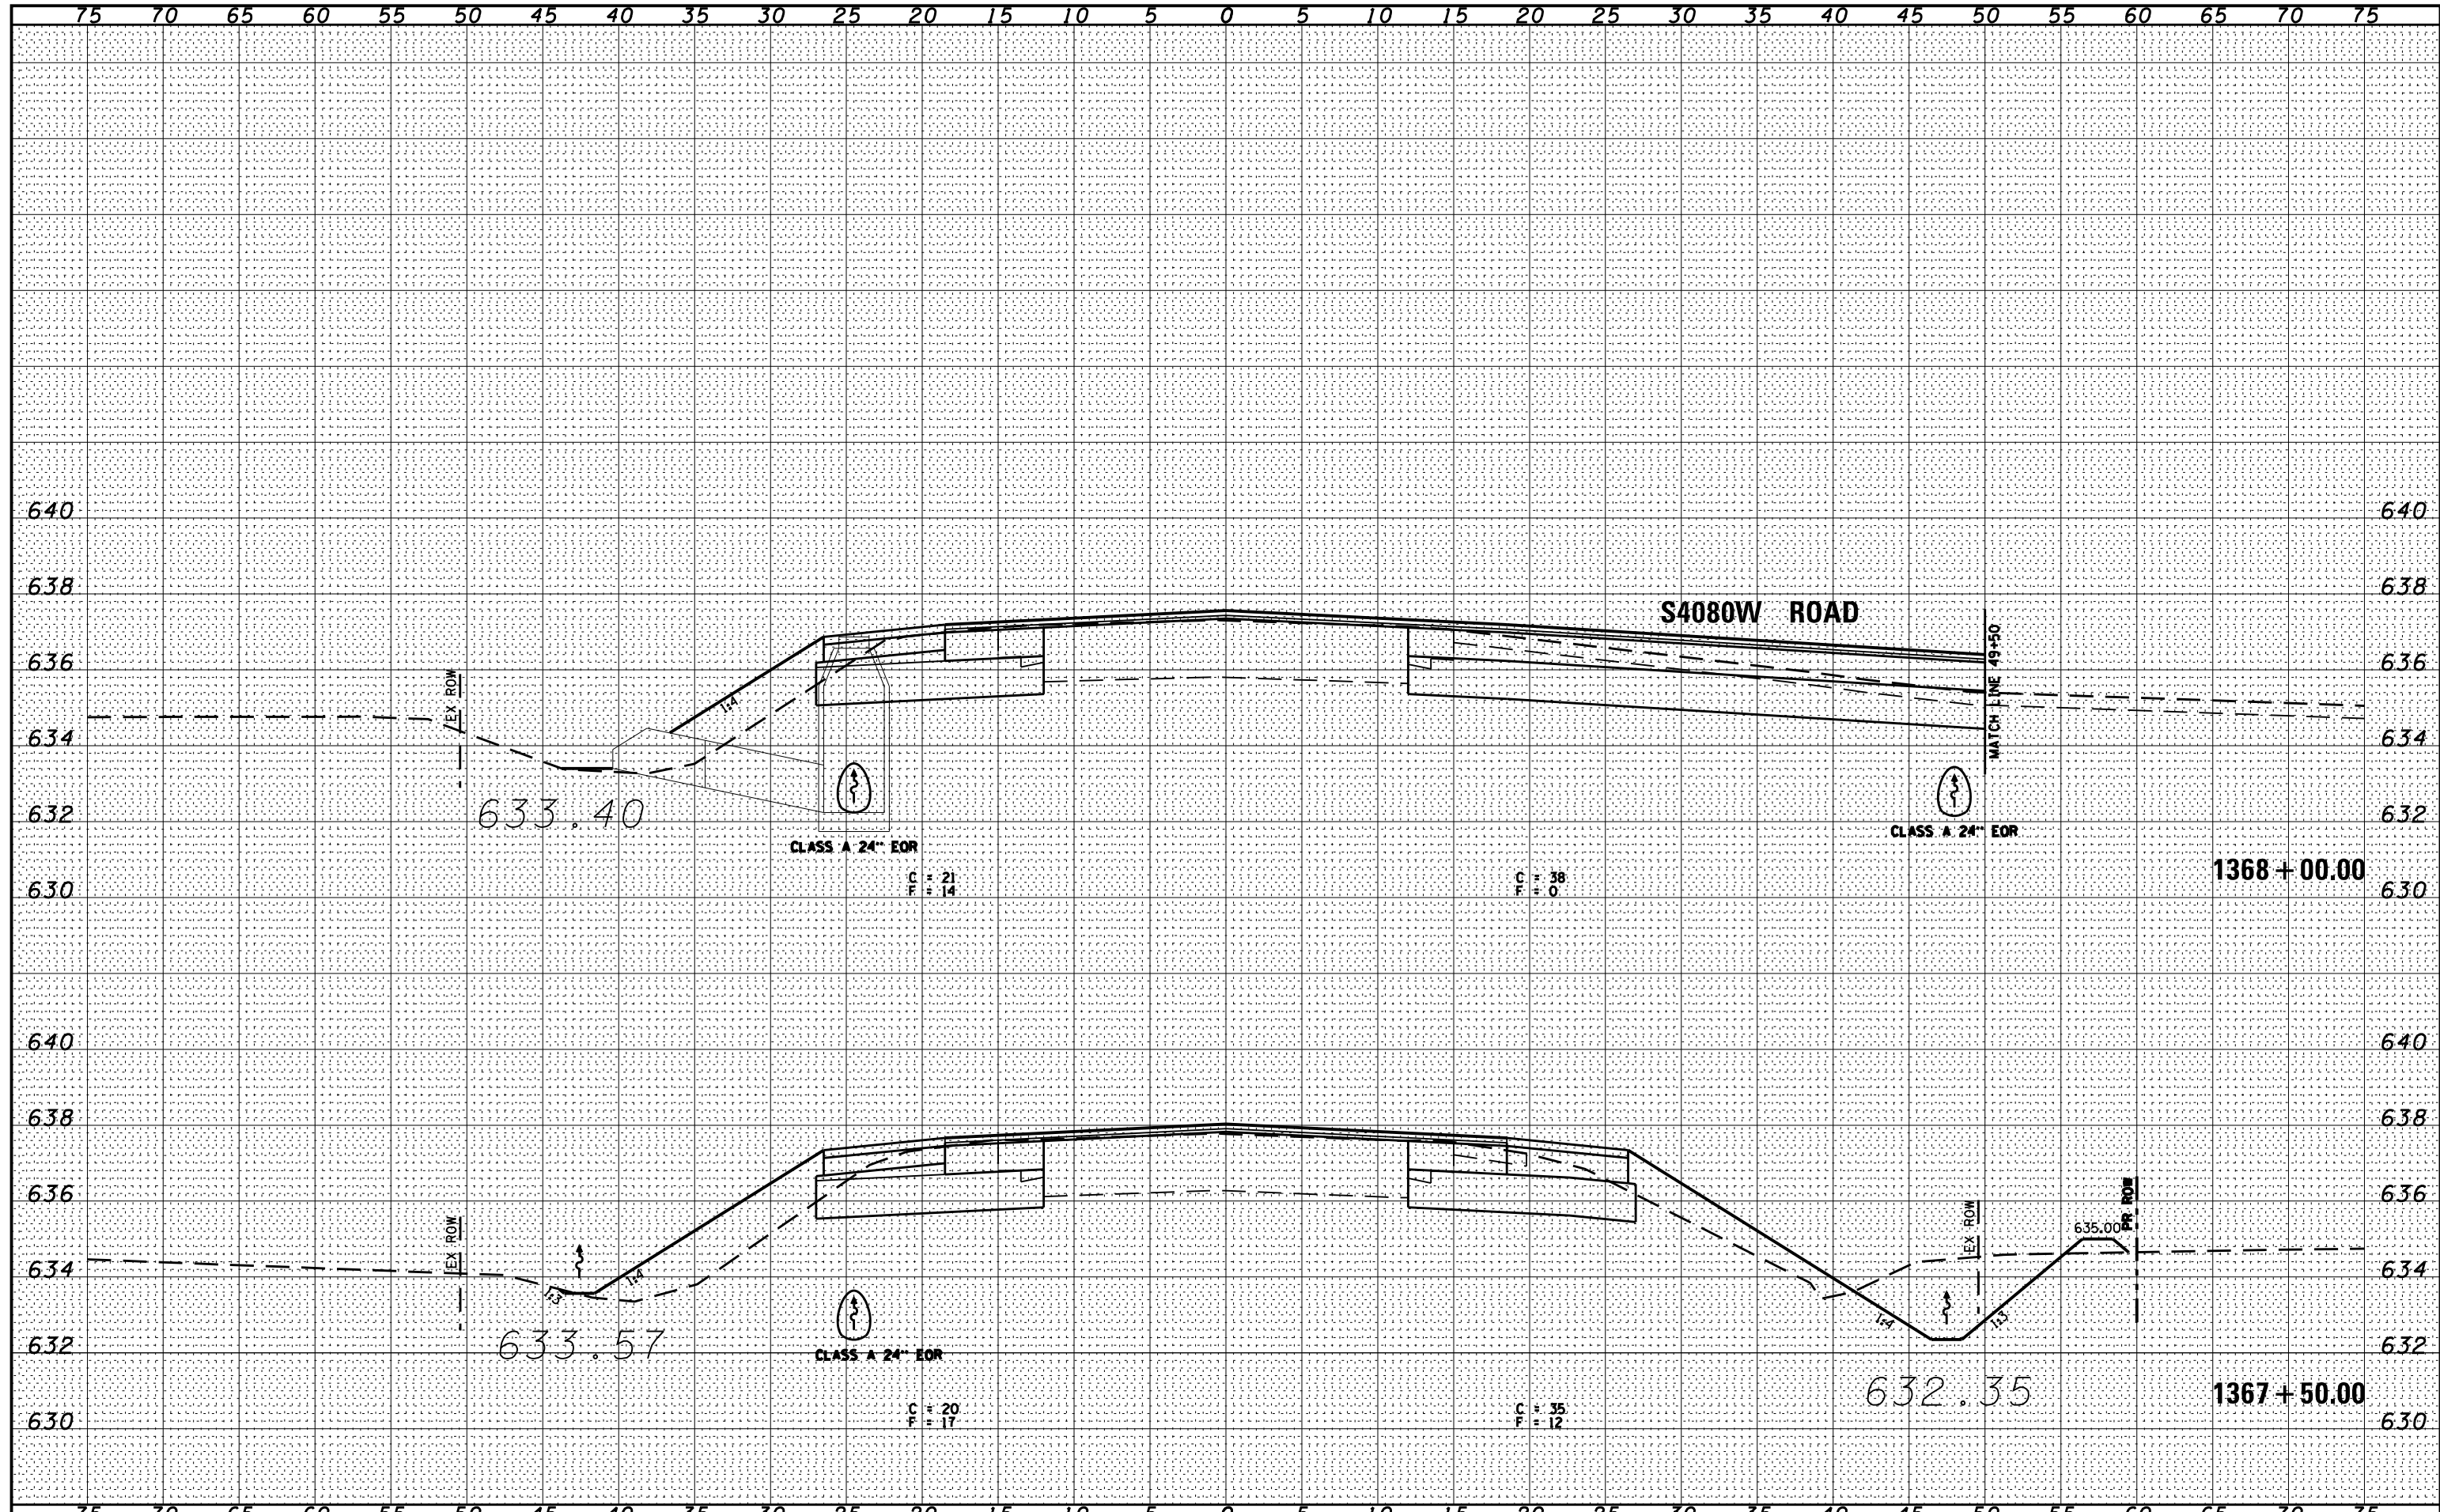 75 70 65 60 55 50 45 40 35 30 25 20 15 10 5 0 5 10 15 20 25 30 35 40 45 50 55 60 65 70 75
640 640
638 S4080W ROAD 638
636 EX ROW 1:4 MATCH LINE 49+50 636
634 634
633.40
632 632
CLASS A 24" EOR CLASS A 24" EOR
C = 21 C = 38 1368 + 00.00
F = 14 F = 0
630 630
640 640
638 638
636 636
EX ROW EX ROW 635.00 PR ROW
634 1:3 1:4 1:4 1:3 634
633.57
632 CLASS A 24" EOR 632
632.35
C = 20 C = 35 1367 + 50.00
F = 17 F = 12
630 630
75 70 65 60 55 50 45 40 35 30 25 20 15 10 5 0 5 10 15 20 25 30 35 40 45 50 55 60 65 70 75